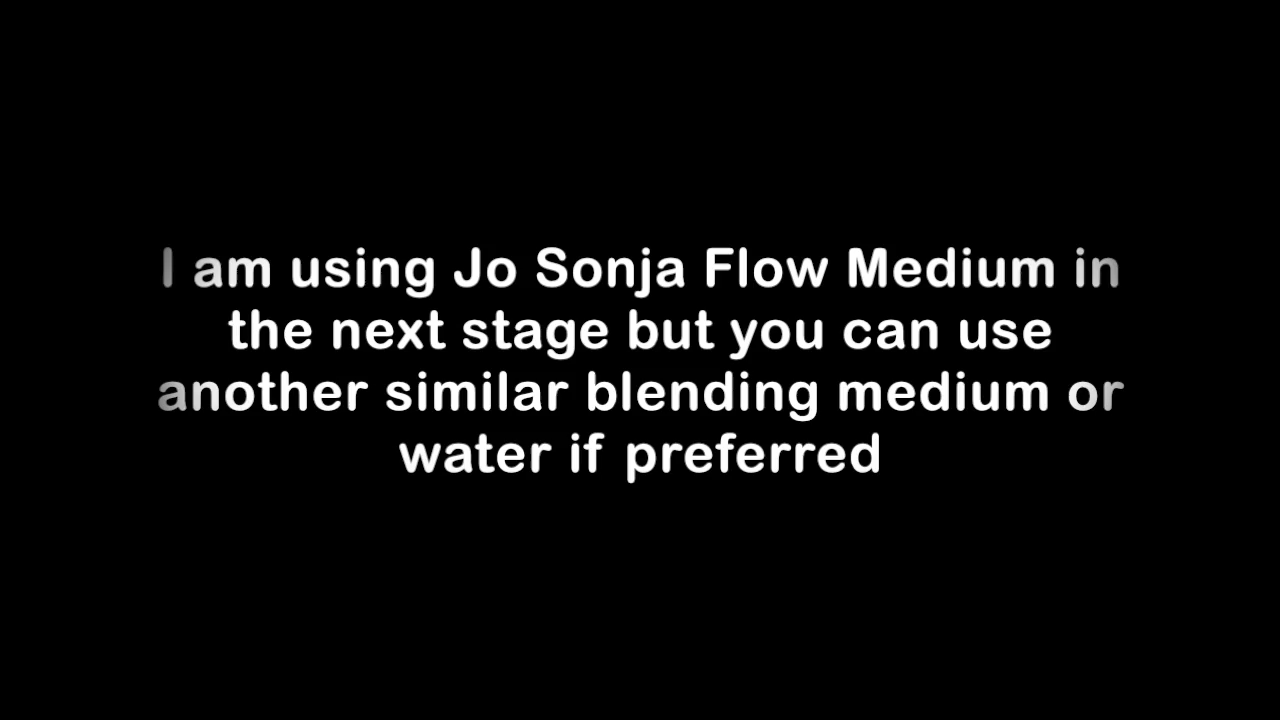 I am using Jo Sonja Flow Medium in
the next stage but you can use
another similar blending medium or
water if preferred